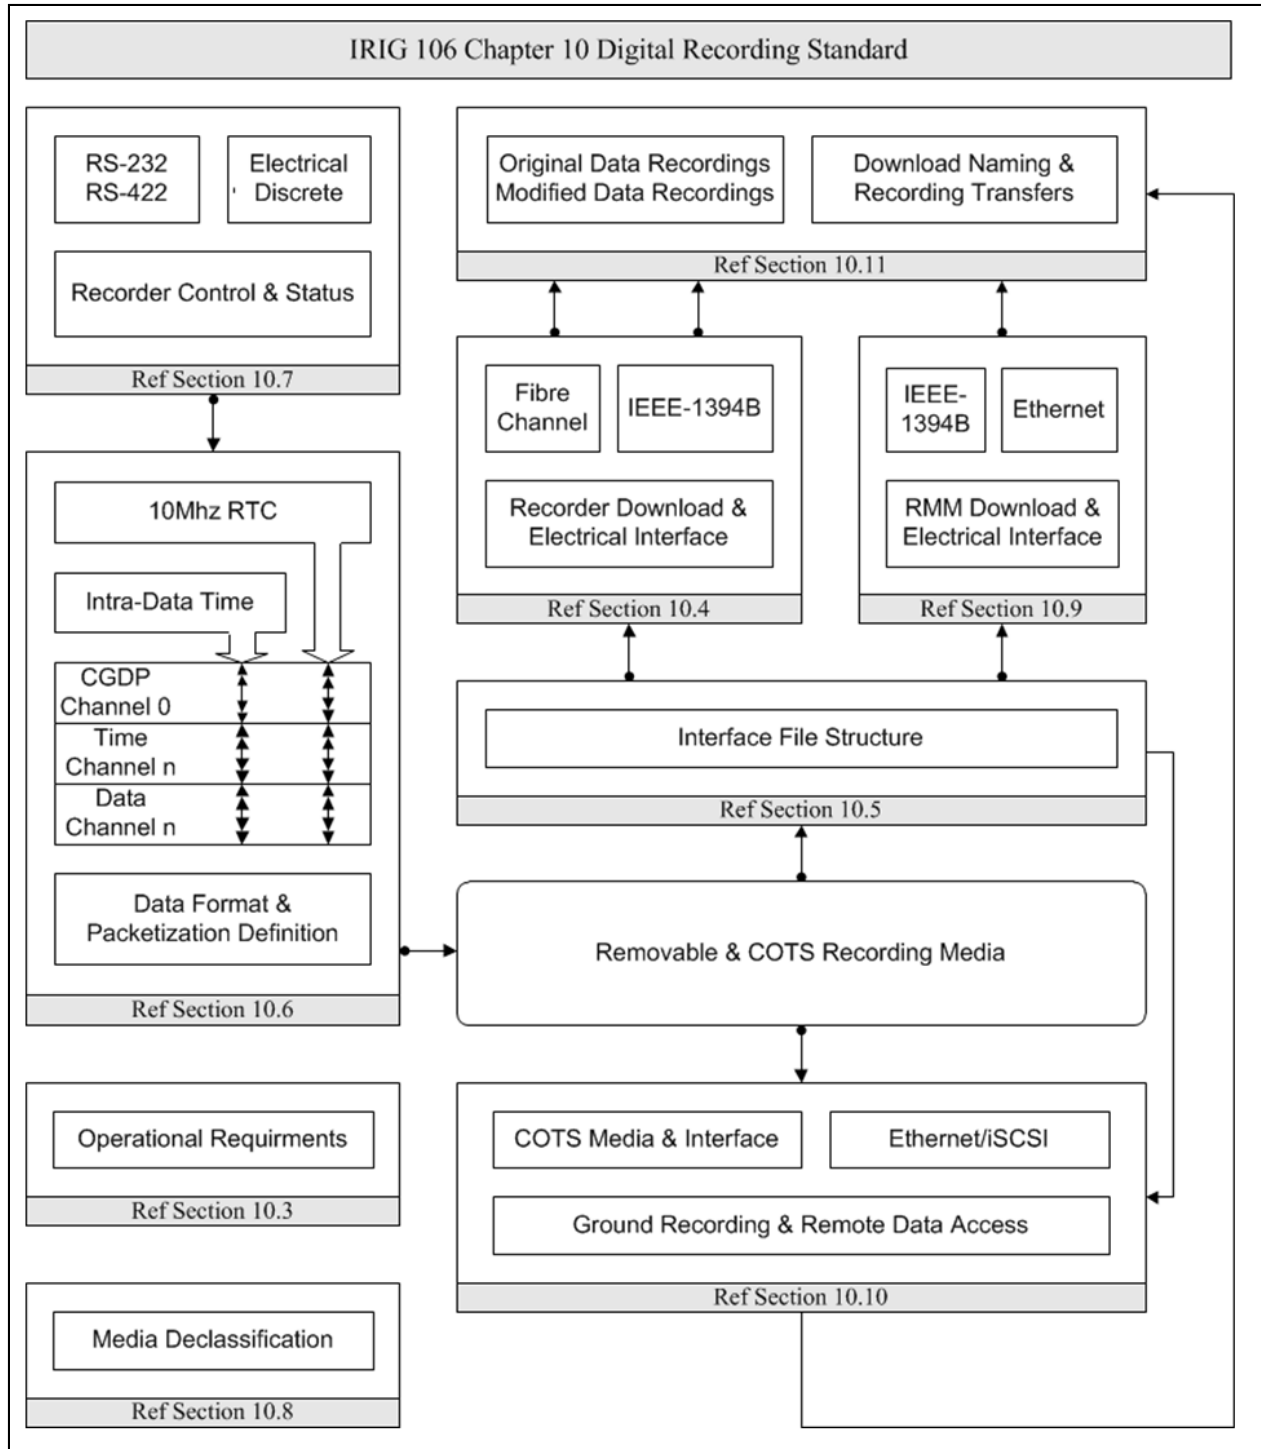 IRIG 106 Chapter 10 Digital Recording Standard
RS-232
RS-422
Electrical
Discrete
Recorder Control & Status
Ref Section 10.7
Original Data Recordings
Modified Data Recordings
Download Naming &
Recording Transfers
Ref Section 10.11
Fibre
Channel
IEEE-1394B
Recorder Download &
Electrical Interface
Ref Section 10.4
IEEE-
1394B
Ethernet
RMM Download &
Electrical Interface
Ref Section 10.9
10Mhz RTC
Intra-Data Time
CGDP
Channel 0
Time
Channel n
Data
Channel n
Data Format &
Packetization Definition
Ref Section 10.6
Interface File Structure
Ref Section 10.5
Removable & COTS Recording Media
Operational Requirments
Ref Section 10.3
COTS Media & Interface
Ethernet/iSCSI
Ground Recording & Remote Data Access
Ref Section 10.10
Media Declassification
Ref Section 10.8